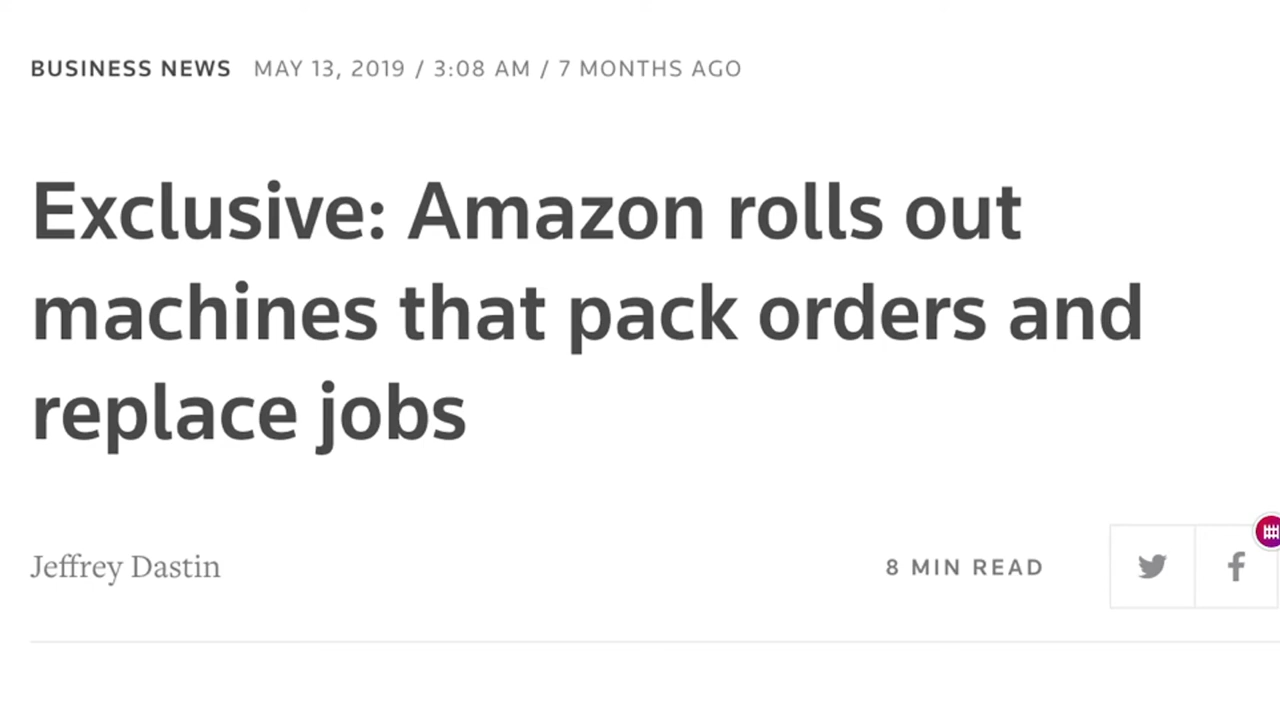 BUSINESS NEWS MAY 13, 2019 / 3:08 AM / 7 MONTHS AGO
Exclusive: Amazon rolls out
machines that pack orders and
replace jobs
Jeffrey Dastin 8 MIN READ